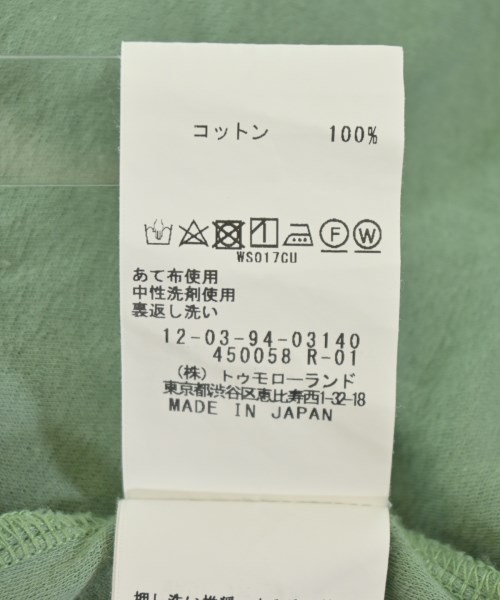 コットン 100%
F W
WS017CU
あて布使用
中性洗剤使用
裏返し洗い
12-03-94-03140
450058 R-01
(株) トゥモローランド
東京都渋谷区恵比寿西1-32-18
MADE IN JAPAN